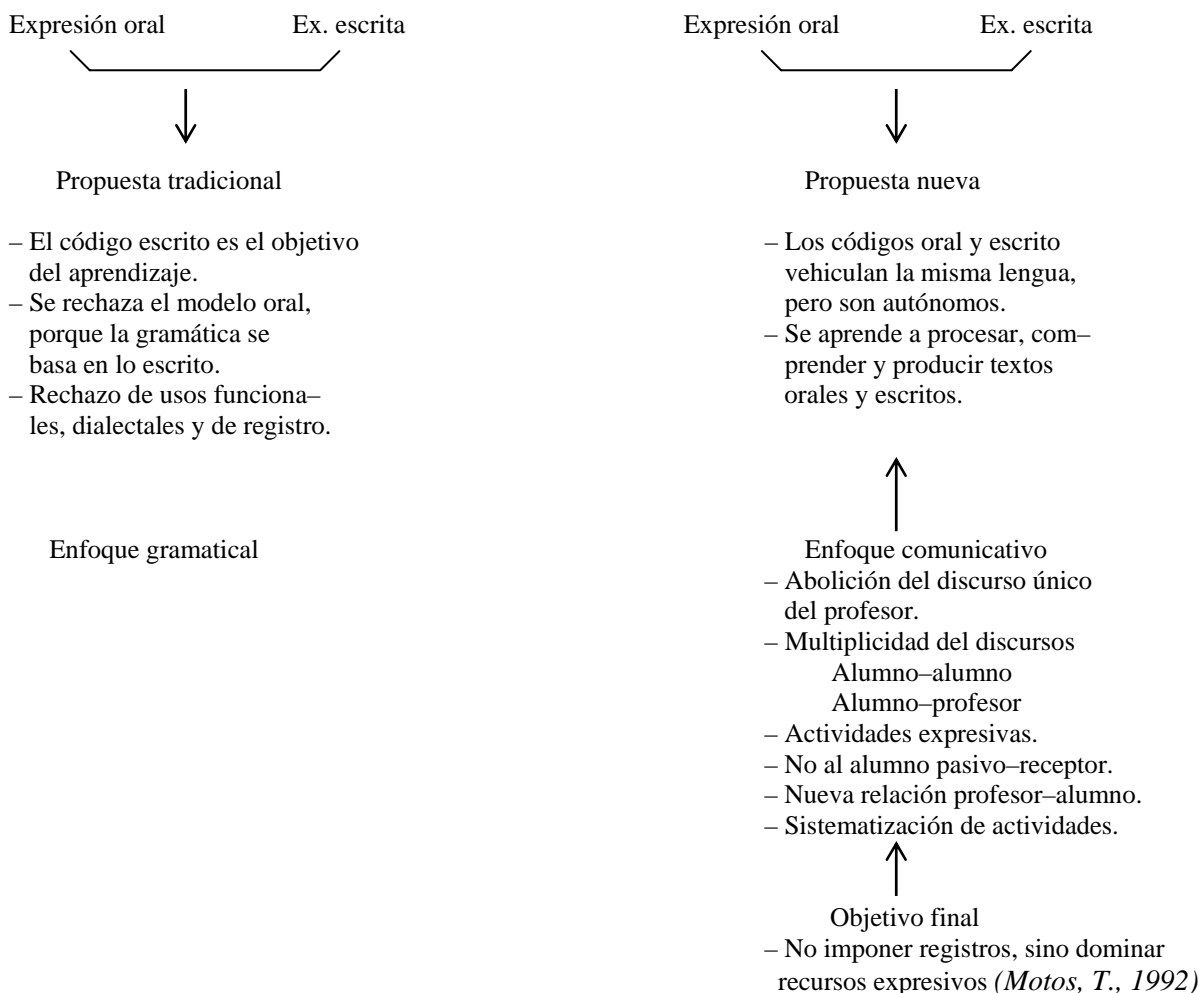 Expresión oral Ex. escrita
Propuesta tradicional
– El código escrito es el objetivo
del aprendizaje.
– Se rechaza el modelo oral,
porque la gramática se
basa en lo escrito.
– Rechazo de usos funciona–
les, dialectales y de registro.
Enfoque gramatical
Expresión oral Ex. escrita
Propuesta nueva
– Los códigos oral y escrito
vehiculan la misma lengua,
pero son autónomos.
– Se aprende a procesar, com–
prender y producir textos
orales y escritos.
Enfoque comunicativo
– Abolición del discurso único
del profesor.
– Multiplicidad del discursos
Alumno–alumno
Alumno–profesor
– Actividades expresivas.
– No al alumno pasivo–receptor.
– Nueva relación profesor–alumno.
– Sistematización de actividades.
Objetivo final
– No imponer registros, sino dominar
recursos expresivos (Motos, T., 1992)